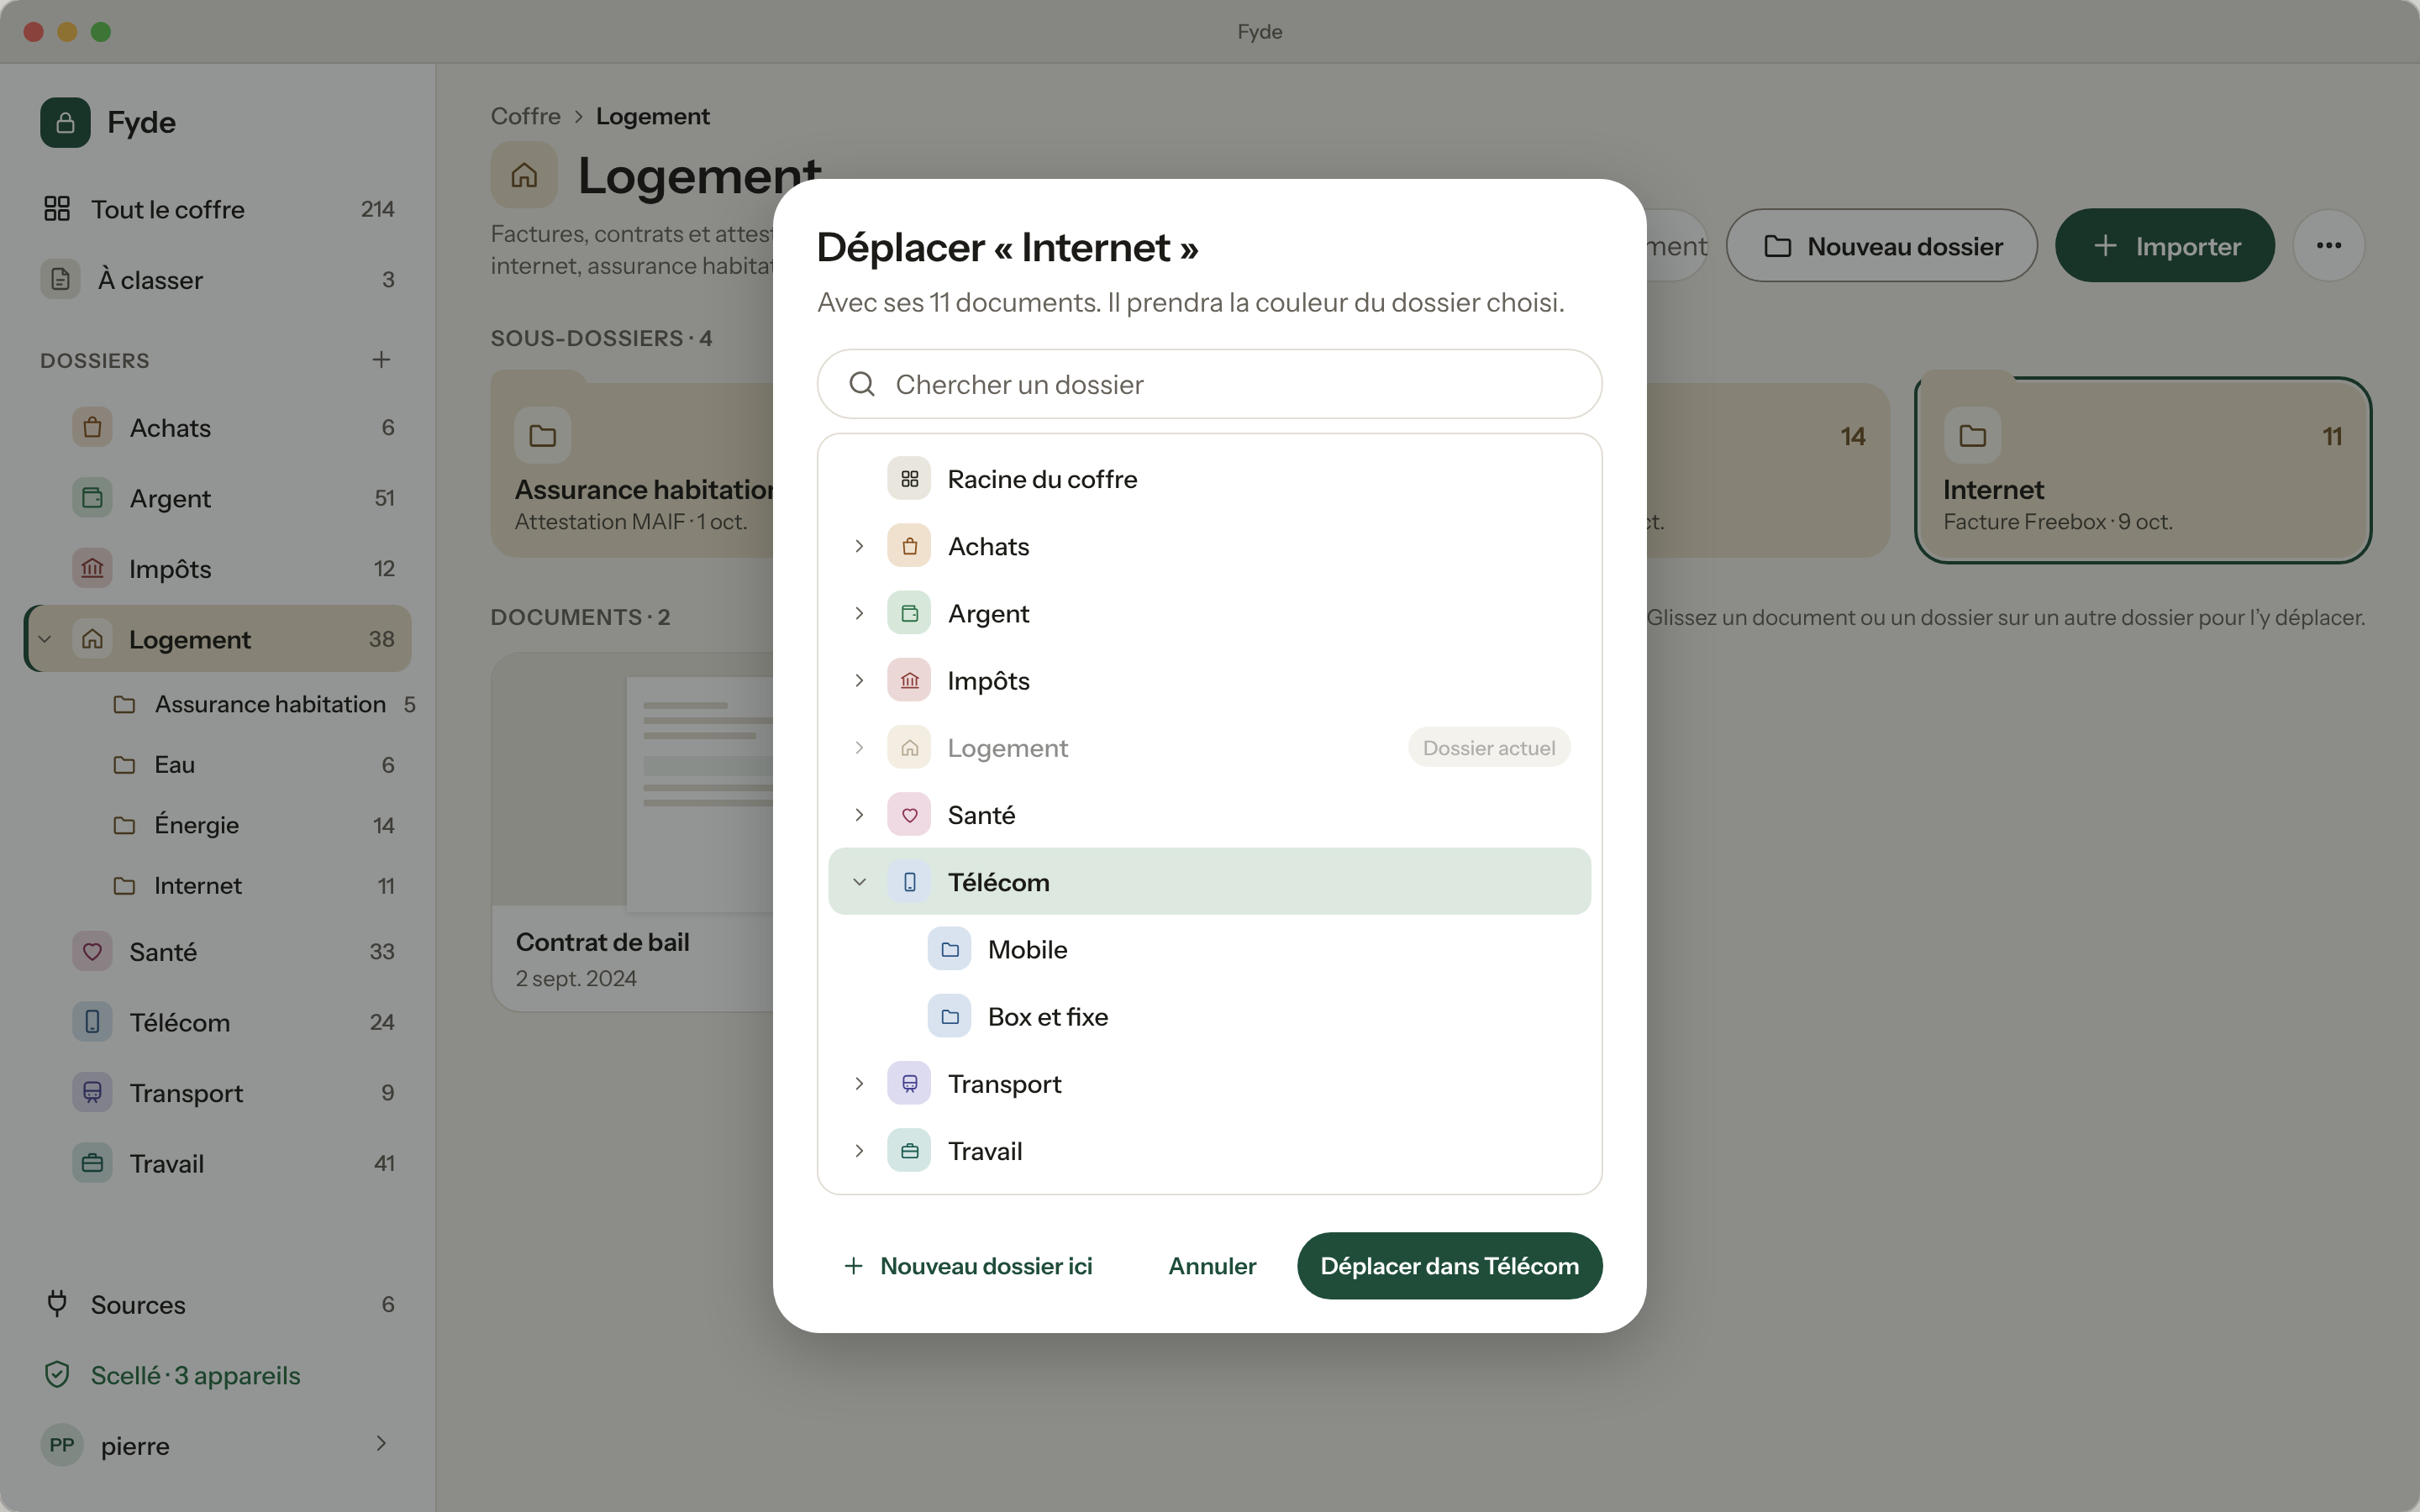 Fyde
Fyde
Tout le coffre 214
À classer 3
DOSSIERS
Achats 6
Argent 51
Impôts 12
Logement 38
Assurance habitation 5
Eau 6
Énergie 14
Internet 11
Santé 33
Télécom 24
Transport 9
Travail 41
Sources 6
Scellé · 3 appareils
PP pierre
Coffre > Logement
Logement
Factures, contrats et
internet, assurance
Nouveau dossier
Importer
SOUS-DOSSIERS · 4
Assurance
Attestation MAIF · 1 oct.
14
11
Internet
Facture Freebox · 9 oct.
DOCUMENTS · 2
Glissez un document ou un dossier sur un autre dossier pour l’y déplacer.
Contrat de bail
2 sept. 2024
Déplacer « Internet »
Avec ses 11 documents. Il prendra la couleur du dossier choisi.
Chercher un dossier
Racine du coffre
Achats
Argent
Impôts
Logement Dossier actuel
Santé
Télécom
Mobile
Box et fixe
Transport
Travail
Nouveau dossier ici
Annuler
Déplacer dans Télécom